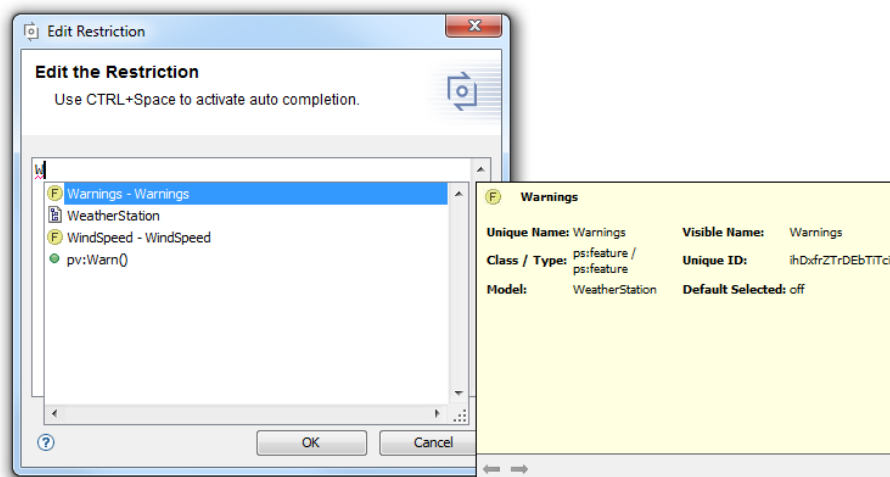 Edit Restriction
Edit the Restriction
Use CTRL+Space to activate auto completion.
W
F Warnings - Warnings
WeatherStation
F WindSpeed - WindSpeed
pv:Warn()
? OK Cancel
F Warnings
Unique Name: Warnings Visible Name: Warnings
Class / Type: ps:feature / ps:feature Unique ID:
Model: WeatherStation Default Selected: off